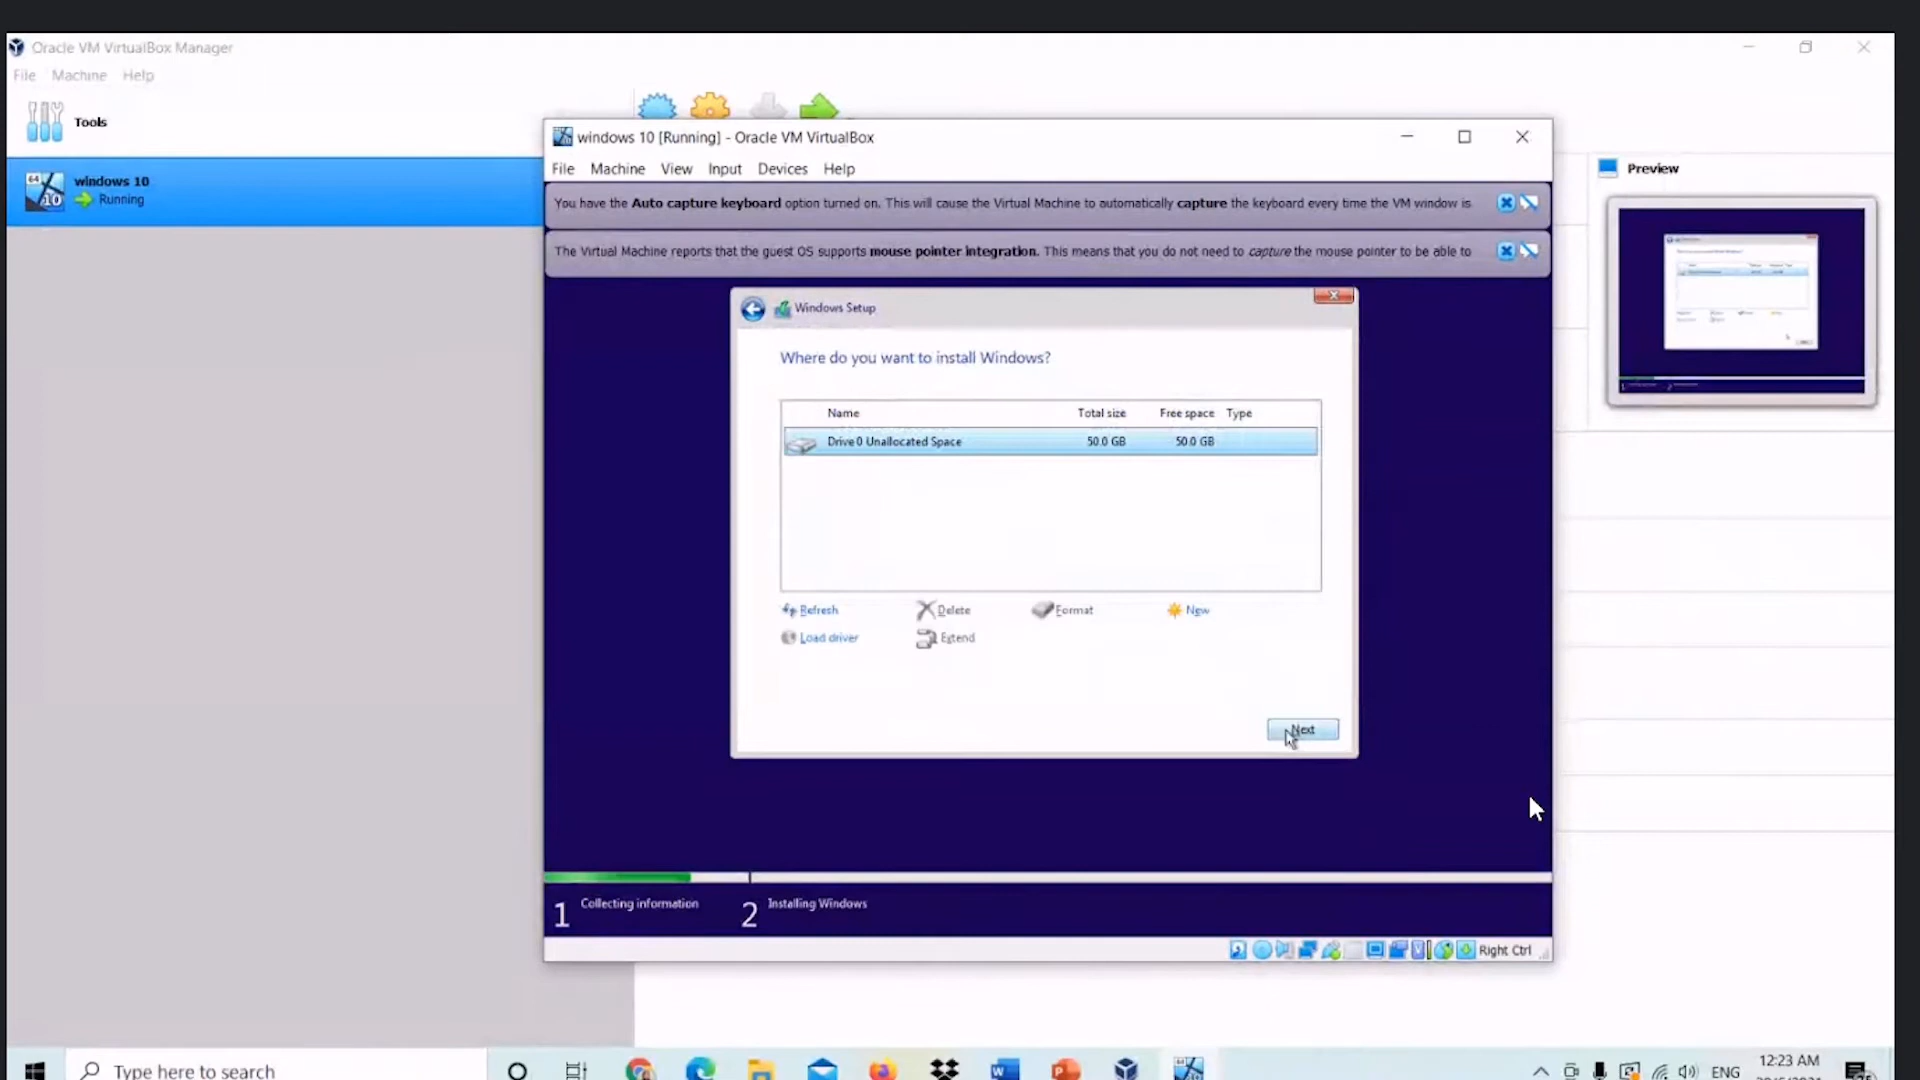 Oracle VM VirtualBox Manager
File Machine Help
Tools
windows 10
Running
windows 10 [Running] - Oracle VM VirtualBox
File Machine View Input Devices Help
You have the Auto capture keyboard option turned on. This will cause the Virtual Machine to automatically capture the keyboard every time the VM window is
The Virtual Machine reports that the guest OS supports mouse pointer integration. This means that you do not need to capture the mouse pointer to be able to
Preview
Windows Setup
Where do you want to install Windows?
Name Total size Free space Type
Drive 0 Unallocated Space 50.0 GB 50.0 GB
Refresh Delete Format New
Load driver Extend
Next
1 Collecting information 2 Installing Windows
Right Ctrl
Type here to search
ENG
12:23 AM